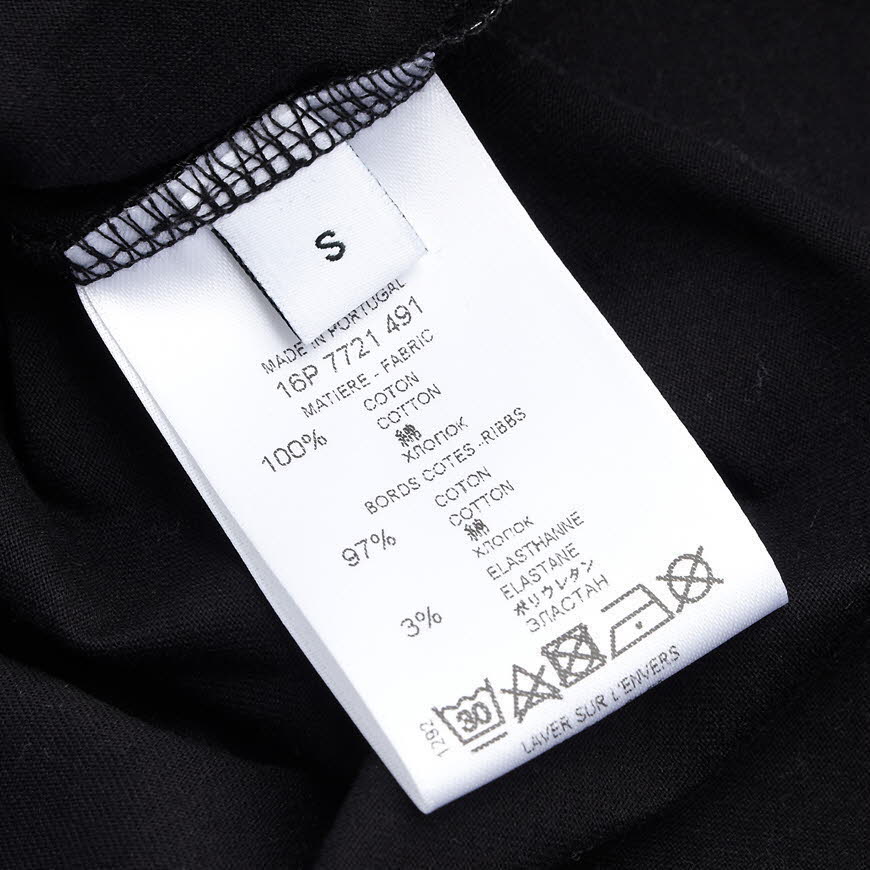 S
MADE IN PORTUGAL
16P 7721 491
MATIERE - FABRIC
100% COTON
COTTON
綿
ХЛОПОК
BORDS COTES -RIBBS
97% COTON
COTTON
綿
ХЛОПОК
3% ELASTHANNE
ELASTANE
ポリウレタン
ЭЛАСТАН
30
LAVER SUR L'ENVERS